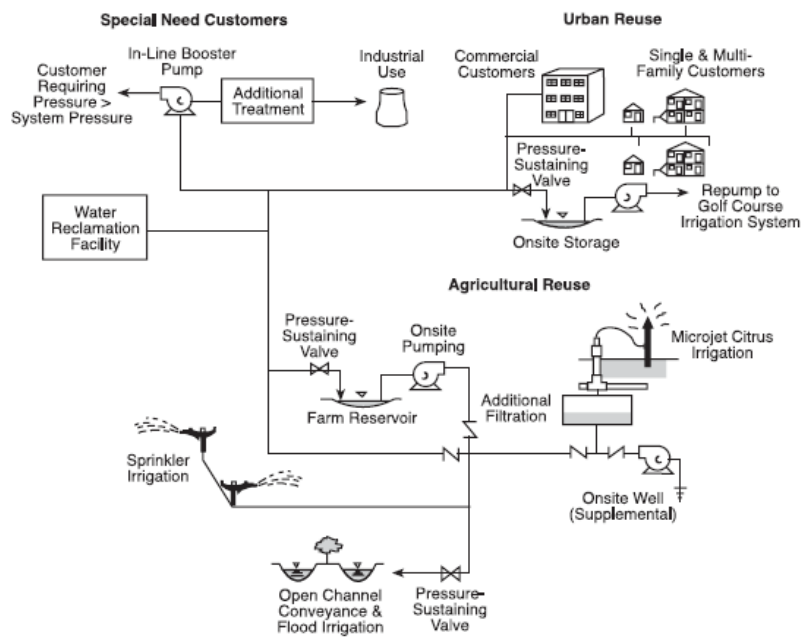 Special Need Customers
In-Line Booster
Pump
Customer
Requiring
Pressure >
System Pressure
Additional
Treatment
Industrial
Use
Urban Reuse
Commercial
Customers
Single & Multi-
Family Customers
Pressure-
Sustaining
Valve
Onsite Storage
Repump to
Golf Course
Irrigation System
Water
Reclamation
Facility
Agricultural Reuse
Pressure-
Sustaining
Valve
Onsite
Pumping
Farm Reservoir
Microjet Citrus
Irrigation
Additional
Filtration
Sprinkler
Irrigation
Onsite Well
(Supplemental)
Open Channel
Conveyance &
Flood Irrigation
Pressure-
Sustaining
Valve